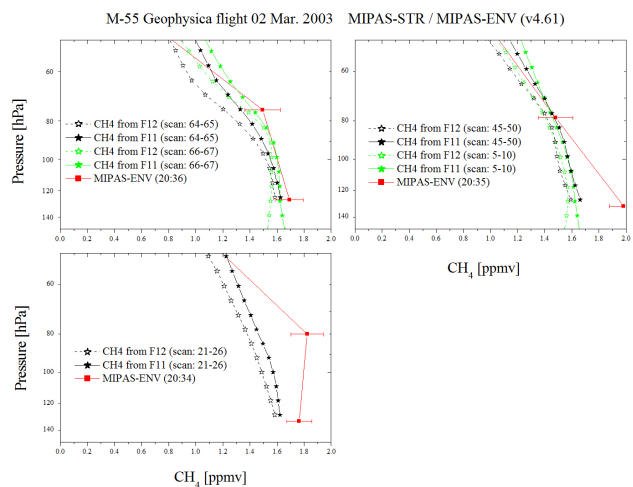 M-55 Geophysica flight 02 Mar. 2003 MIPAS-STR / MIPAS-ENV (v4.61)
Pressure [hPa]
60
80
100
120
140
CH4 from F12 (scan: 64-65)
CH4 from F11 (scan: 64-65)
CH4 from F12 (scan: 66-67)
CH4 from F11 (scan: 66-67)
MIPAS-ENV (20:36)
0.0 0.2 0.4 0.6 0.8 1.0 1.2 1.4 1.6 1.8 2.0
Pressure [hPa]
60
80
100
120
140
CH4 from F12 (scan: 45-50)
CH4 from F11 (scan: 45-50)
CH4 from F12 (scan: 5-10)
CH4 from F11 (scan: 5-10)
MIPAS-ENV (20:35)
0.0 0.2 0.4 0.6 0.8 1.0 1.2 1.4 1.6 1.8 2.0
CH4 [ppmv]
Pressure [hPa]
60
80
100
120
140
CH4 from F12 (scan: 21-26)
CH4 from F11 (scan: 21-26)
MIPAS-ENV (20:34)
0.0 0.2 0.4 0.6 0.8 1.0 1.2 1.4 1.6 1.8 2.0
CH4 [ppmv]